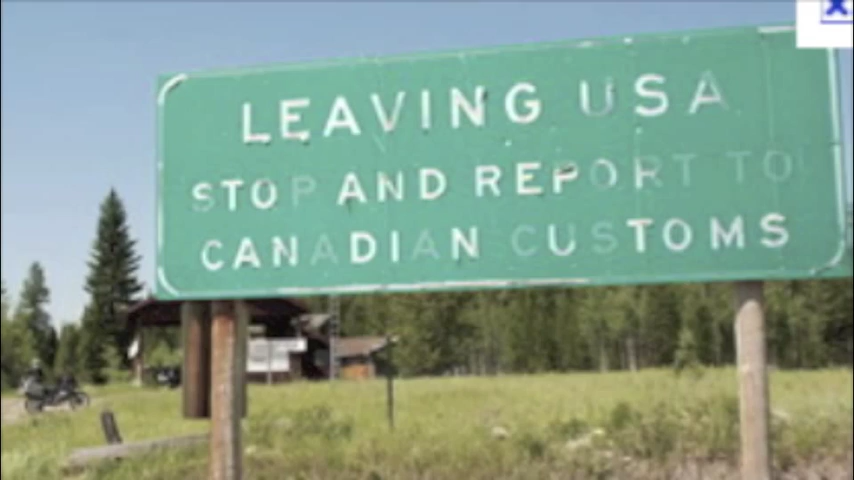 LEAVING USA
STOP AND REPORT TO
CANADIAN CUSTOMS